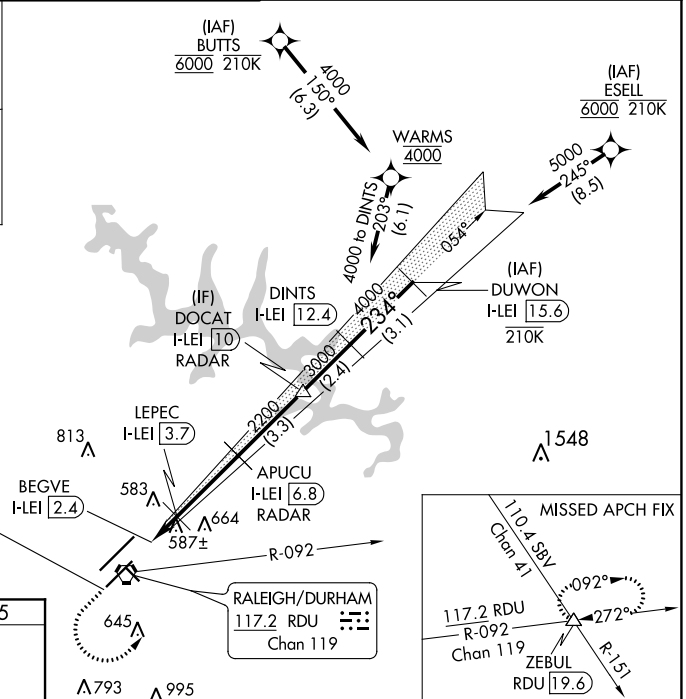 (IAF)
BUTTS
6000 210K
4000
150°
(6.3)
(IAF)
ESELL
6000 210K
5000
245°
(8.5)
WARMS
4000
4000 to DINTS
203°
(6.1)
054°
(IAF)
DUWON
I-LEI 15.6
210K
4000
234°
(3.1)
DINTS
I-LEI 12.4
(IF)
DOCAT
I-LEI 10
RADAR
3000
(2.4)
2200
(3.3)
LEPEC
I-LEI 3.7
APUCU
I-LEI 6.8
RADAR
813
1548
BEGVE
I-LEI 2.4
583
664
587±
R-092
RALEIGH/DURHAM
117.2 RDU
Chan 119
645
793
995
5
MISSED APCH FIX
110.4 SBV
Chan 41
092°
272°
117.2 RDU
R-092
Chan 119
R-151
ZEBUL
RDU 19.6